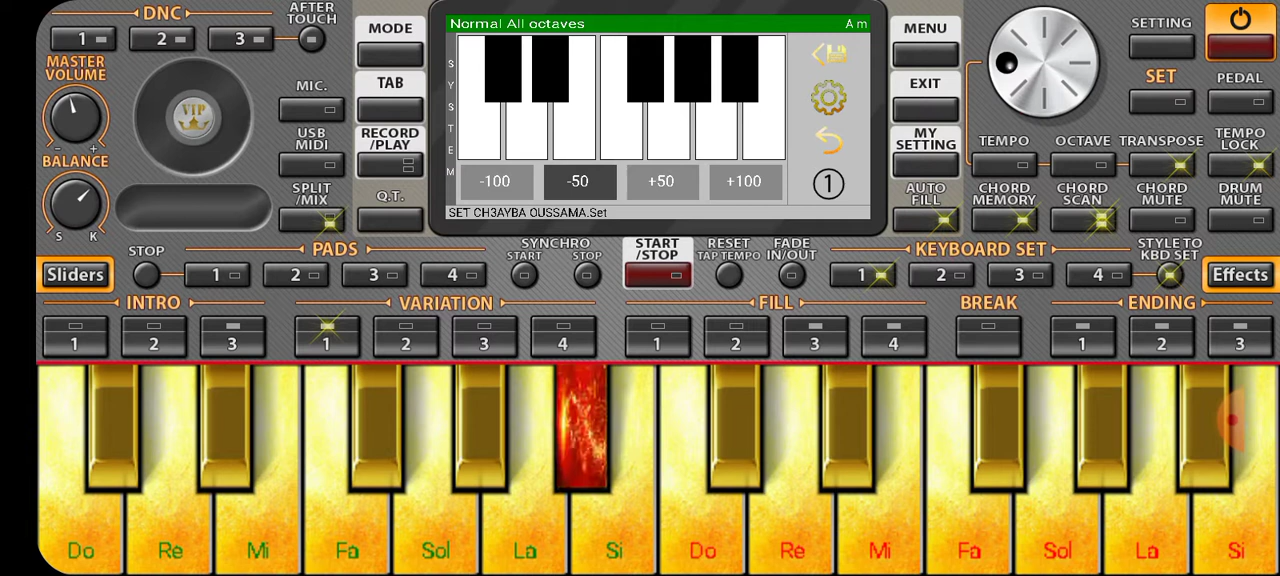 DNC
AFTER
TOUCH
1 2 3
MASTER
VOLUME
- +
BALANCE
S K
VIP
MIC.
USB
MIDI
SPLIT
/MIX
MODE
TAB
RECORD
/PLAY
Q.T.
Normal All octaves Am
S
Y
S
T
E
M
-100 -50 +50 +100
1
SET CH3AYBA OUSSAMA.Set
MENU
EXIT
MY
SETTING
AUTO
FILL
SETTING
SET
PEDAL
TEMPO OCTAVE TRANSPOSE TEMPO
LOCK
CHORD
MEMORY
CHORD
SCAN
CHORD
MUTE
DRUM
MUTE
Sliders
STOP
PADS
1 2 3 4
SYNCHRO
START STOP
START
/STOP
RESET
TAP TEMPO
FADE
IN/OUT
KEYBOARD SET
1 2 3 4
STYLE TO
KBD SET
Effects
INTRO VARIATION FILL BREAK ENDING
1 2 3 1 2 3 4 1 2 3 4 1 2 3
Do Re Mi Fa Sol La Si Do Re Mi Fa Sol La Si